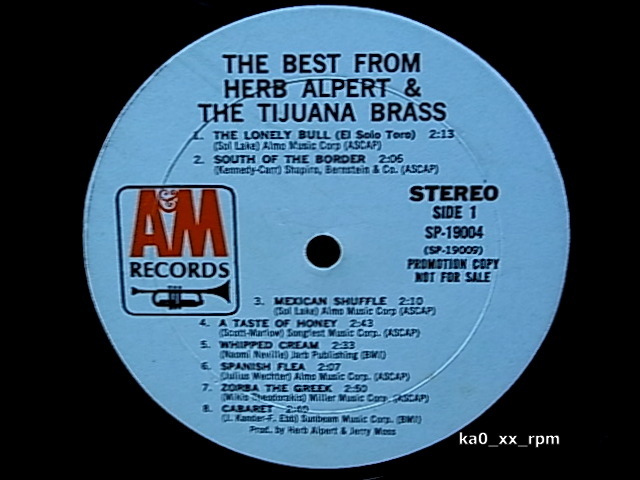 THE BEST FROM
HERB ALPERT &
THE TIJUANA BRASS
1. THE LONELY BULL (El Solo Toro) 2:13
(Sol Lake) Almo Music Corp (ASCAP)
2. SOUTH OF THE BORDER 2:05
(Kennedy-Carr) Shapiro, Bernstein & Co. (ASCAP)
A&M
RECORDS
STEREO
SIDE 1
SP-19004
(SP-19009)
PROMOTION COPY
NOT FOR SALE
3. MEXICAN SHUFFLE 2:10
(Sol Lake) Almo Music Corp (ASCAP)
4. A TASTE OF HONEY 2:43
(Scott-Marlow) Songfest Music Corp. (ASCAP)
5. WHIPPED CREAM 2:33
(Naomi Neville) Jarb Publishing (BMI)
6. SPANISH FLEA 2:07
(Julius Wechter) Almo Music Corp. (ASCAP)
7. ZORBA THE GREEK 2:50
(Mikis Theodorakis) Miller Music Corp. (ASCAP)
8. CABARET
(J. Kander-F. Ebb) Sunbeam Music Corp. (BMI)
Prod. by Herb Alpert & Jerry Moss
ka0_xx_rpm